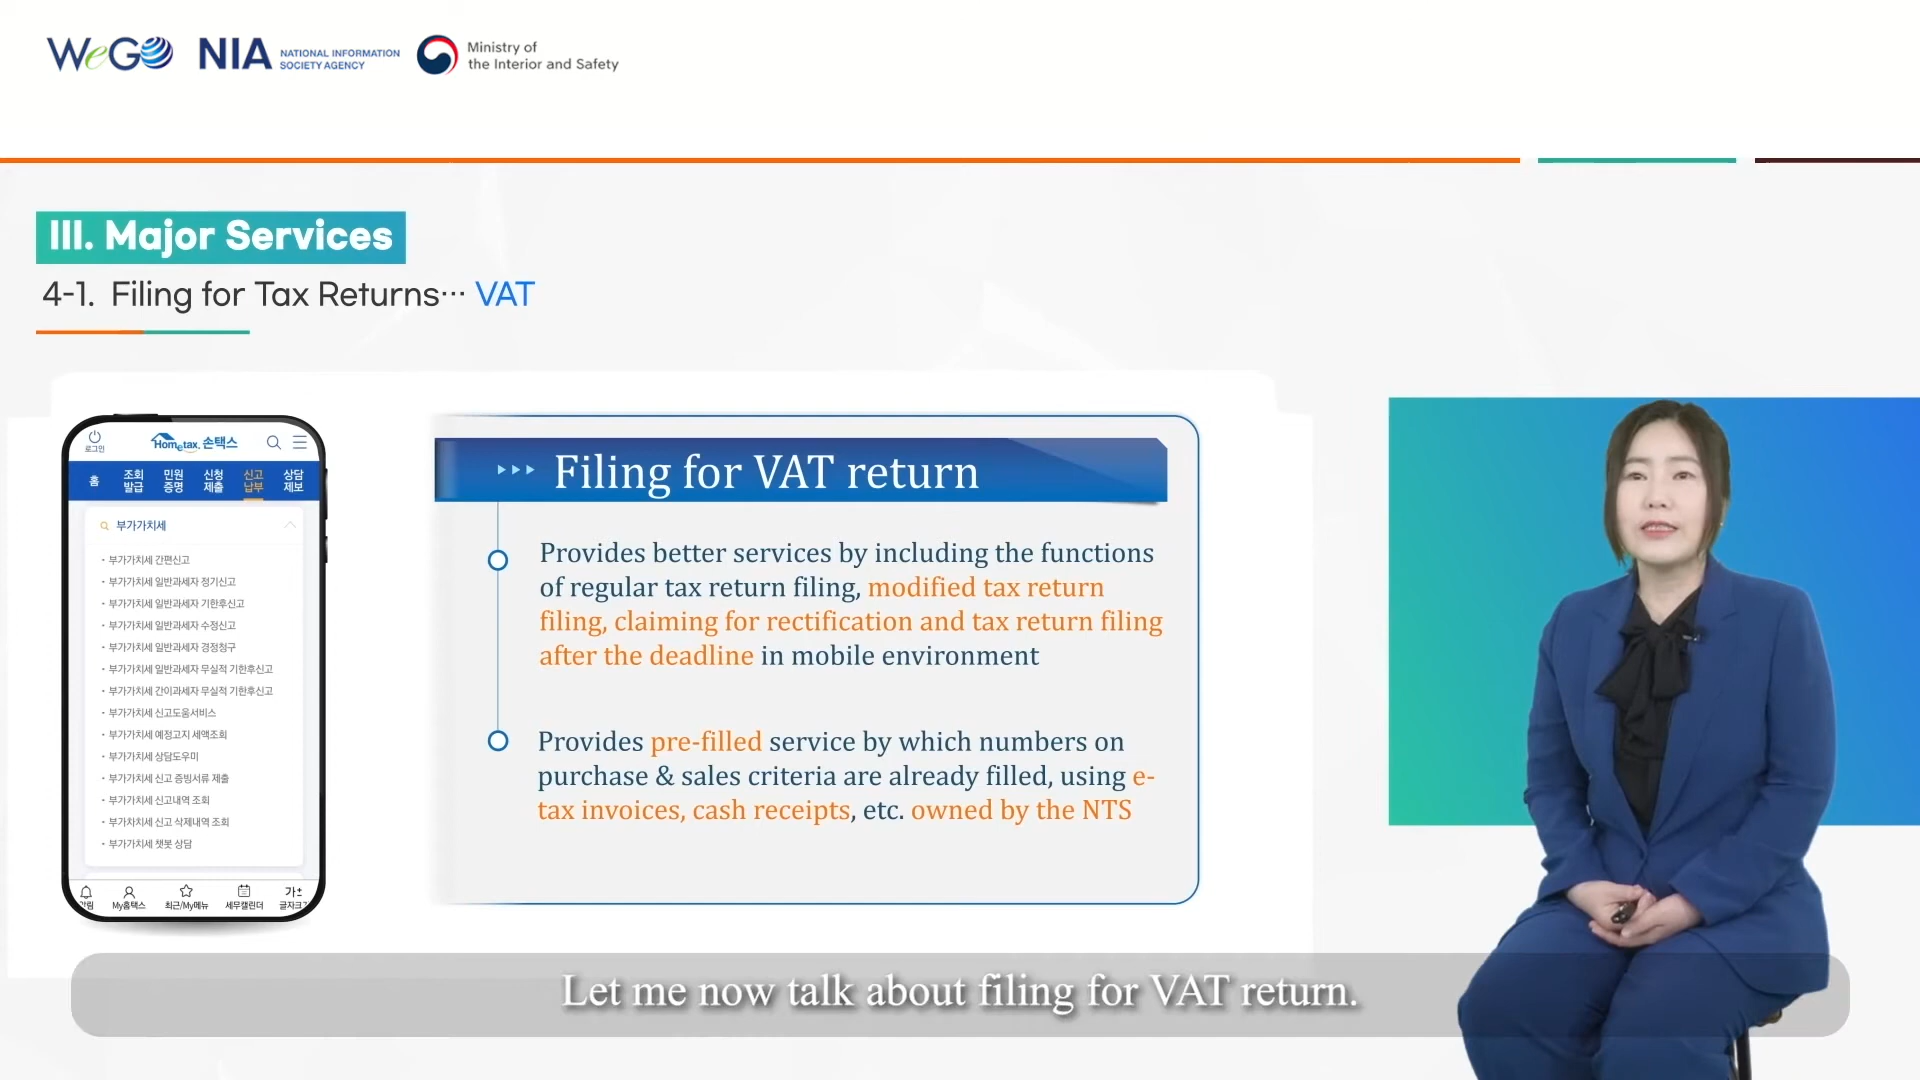 WeGO NIA NATIONAL INFORMATION
SOCIETY AGENCY
Ministry of
the Interior and Safety
III. Major Services
4-1. Filing for Tax Returns… VAT
로그인
Hometax. 손택스
홈
조회
발급
민원
증명
신청
제출
신고
납부
상담
제보
부가가치세
· 부가가치세 간편신고
· 부가가치세 일반과세자 정기신고
· 부가가치세 일반과세자 기한후신고
· 부가가치세 일반과세자 수정신고
· 부가가치세 일반과세자 경정청구
· 부가가치세 일반과세자 무실적 기한후신고
· 부가가치세 간이과세자 무실적 기한후신고
· 부가가치세 신고도움서비스
· 부가가치세 예정고지 세액조회
· 부가가치세 상담도우미
· 부가가치세 신고 증빙서류 제출
· 부가가치세 신고내역 조회
· 부가가치세 신고 삭제내역 조회
· 부가가치세 챗봇 상담
My홈택스
최근/My메뉴
세무캘린더
가±
Filing for VAT return
Provides better services by including the functions
of regular tax return filing, modified tax return
filing, claiming for rectification and tax return filing
after the deadline in mobile environment
Provides pre-filled service by which numbers on
purchase & sales criteria are already filled, using e-
tax invoices, cash receipts, etc. owned by the NTS
Let me now talk about filing for VAT return.